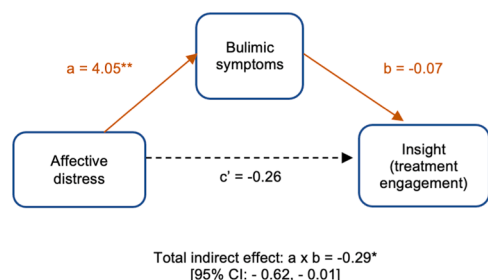 Bulimic
symptoms
a = 4.05**
b = -0.07
Affective
distress
c' = -0.26
Insight
(treatment
engagement)
Total indirect effect: a x b = -0.29*
[95% CI: - 0.62, - 0.01]